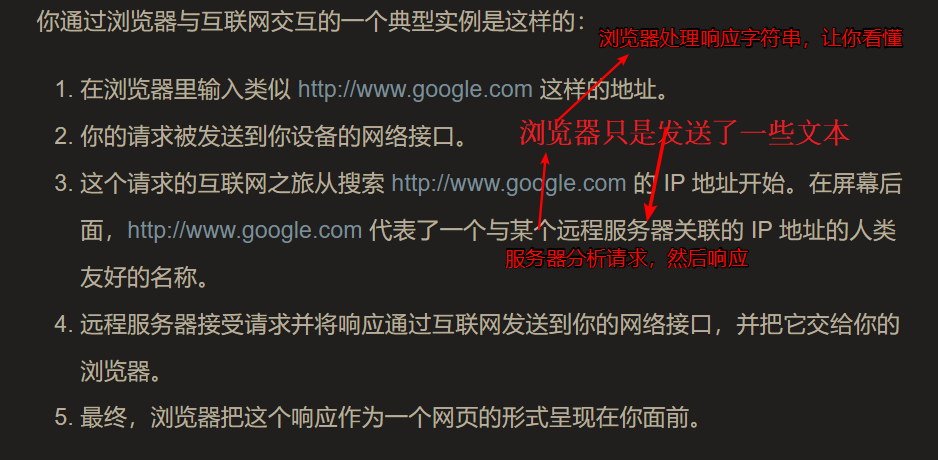 你通过浏览器与互联网交互的一个典型实例是这样的：
浏览器处理响应字符串，让你看懂
1. 在浏览器里输入类似 http://www.google.com 这样的地址。
2. 你的请求被发送到你设备的网络接口。
浏览器只是发送了一些文本
3. 这个请求的互联网之旅从搜索 http://www.google.com 的 IP 地址开始。在屏幕后
面，http://www.google.com 代表了一个与某个远程服务器关联的 IP 地址的人类
服务器分析请求，然后响应
友好的名称。
4. 远程服务器接受请求并将响应通过互联网发送到你的网络接口，并把它交给你的
浏览器。
5. 最终，浏览器把这个响应作为一个网页的形式呈现在你面前。